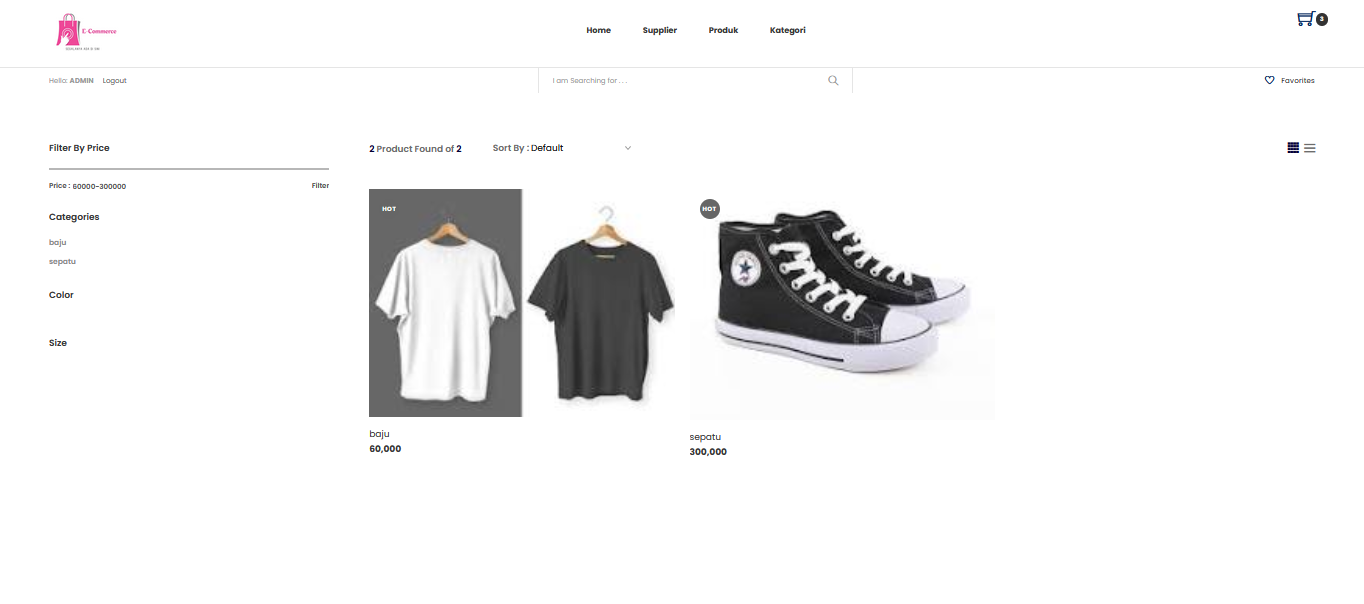 E-Commerce
Home Supplier Produk Kategori
3
Hello: ADMIN Logout
I am Searching for . . .
Favorites
Filter By Price
2 Product Found of 2
Sort By : Default
Price : 60000-300000
Filter
Categories
baju
sepatu
Color
Size
HOT
HOT
baju
60,000
sepatu
300,000